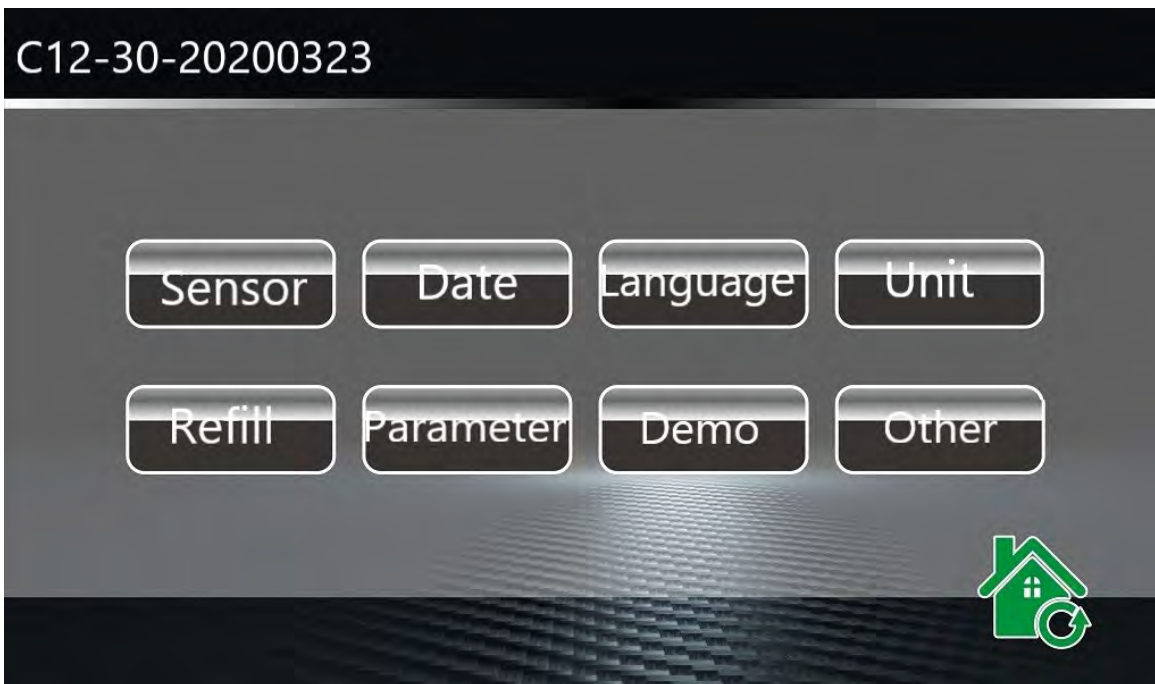 C12-30-20200323
Sensor Date Language Unit
Refill Parameter Demo Other